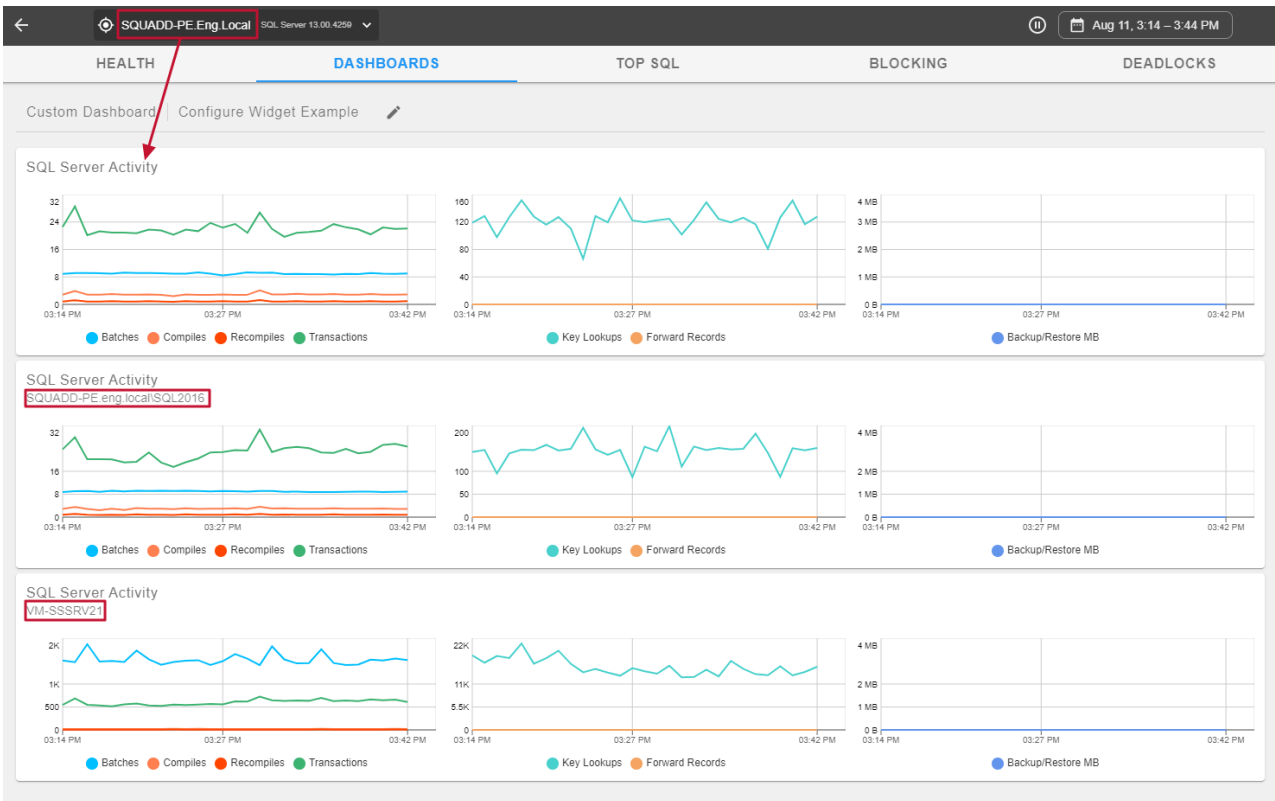 SQUADD-PE.Eng.Local SQL Server 13.00.4259 Aug 11, 3:14 – 3:44 PM
HEALTH DASHBOARDS TOP SQL BLOCKING DEADLOCKS
Custom Dashboard Configure Widget Example
SQL Server Activity
32 160 4 MB
24 120 3 MB
16 80 2 MB
8 40 1 MB
0 0 0 B
03:14 PM 03:27 PM 03:42 PM 03:14 PM 03:27 PM 03:42 PM 03:14 PM 03:27 PM 03:42 PM
Batches Compiles Recompiles Transactions Key Lookups Forward Records Backup/Restore MB
SQL Server Activity
SQUADD-PE.eng.local\SQL2016
32 200 4 MB
16 100 2 MB
8 50 1 MB
0 0 0 B
03:14 PM 03:27 PM 03:42 PM 03:14 PM 03:27 PM 03:42 PM 03:14 PM 03:27 PM 03:42 PM
Batches Compiles Recompiles Transactions Key Lookups Forward Records Backup/Restore MB
SQL Server Activity
VM-SSSRV21
2K 22K 4 MB
1K 11K 2 MB
500 5.5K 1 MB
0 0 0 B
03:14 PM 03:27 PM 03:42 PM 03:14 PM 03:27 PM 03:42 PM 03:14 PM 03:27 PM 03:42 PM
Batches Compiles Recompiles Transactions Key Lookups Forward Records Backup/Restore MB